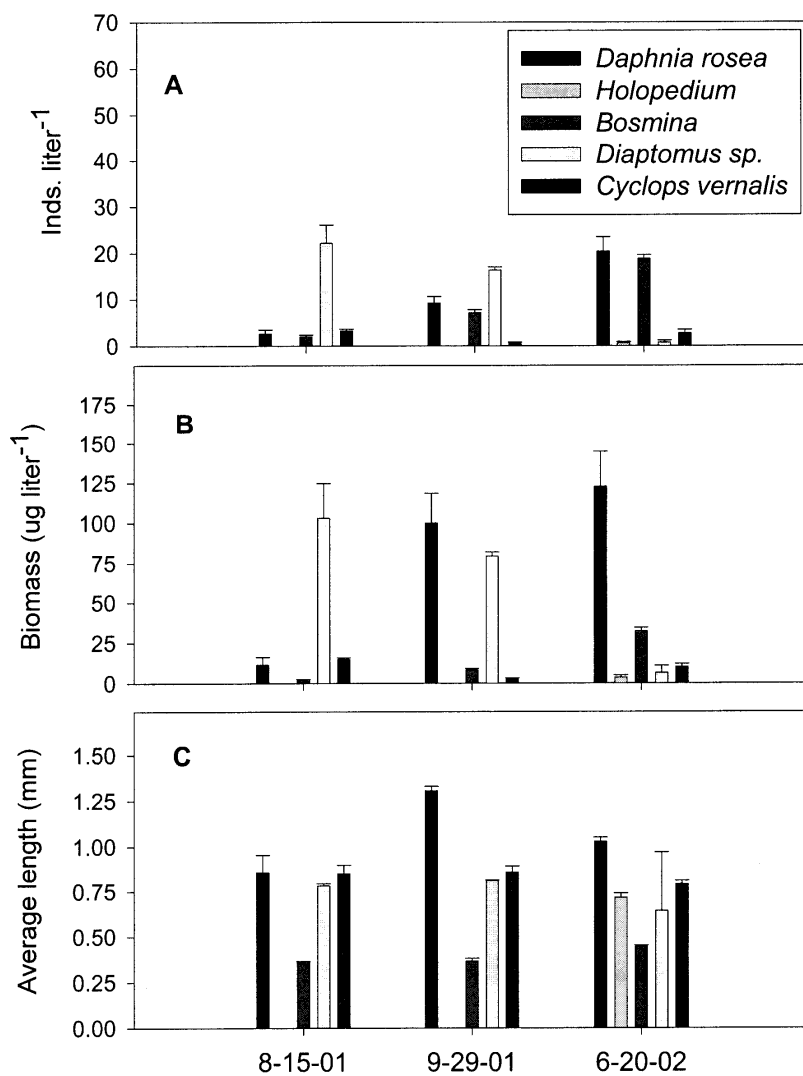 70
60
50
40
30
20
10
0
Inds. liter-1
A
Daphnia rosea
Holopedium
Bosmina
Diaptomus sp.
Cyclops vernalis
175
150
125
100
75
50
25
0
Biomass (ug liter-1)
B
1.50
1.25
1.00
0.75
0.50
0.25
0.00
Average length (mm)
C
8-15-01 9-29-01 6-20-02